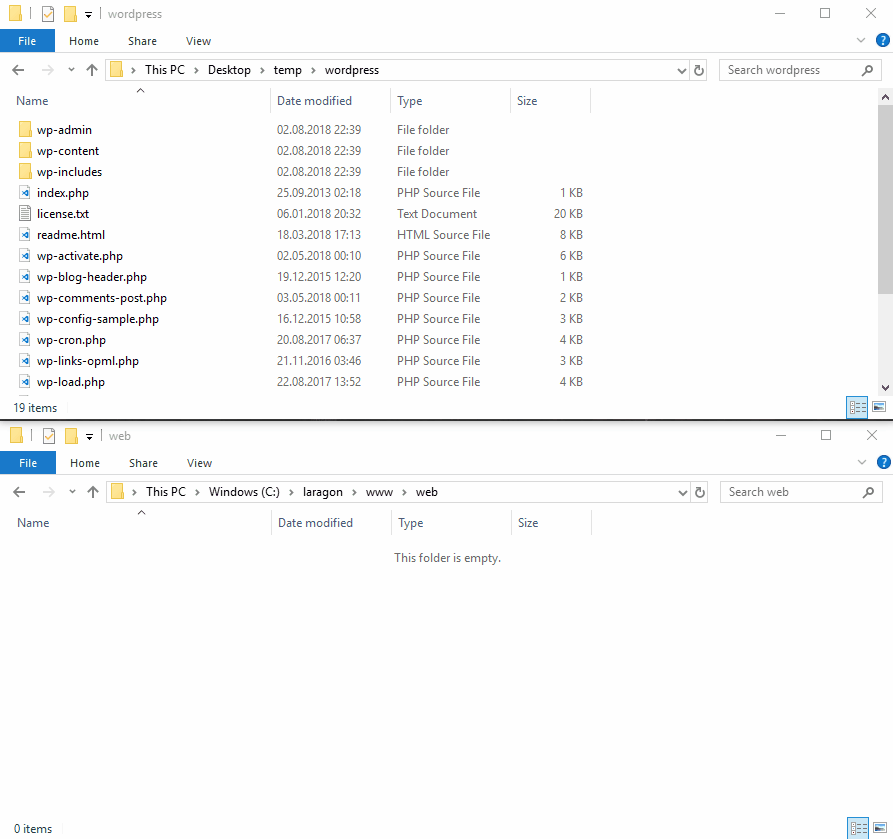 wordpress
File Home Share View ?
This PC > Desktop > temp > wordpress Search wordpress
Name Date modified Type Size
wp-admin 02.08.2018 22:39 File folder
wp-content 02.08.2018 22:39 File folder
wp-includes 02.08.2018 22:39 File folder
index.php 25.09.2013 02:18 PHP Source File 1 KB
license.txt 06.01.2018 20:32 Text Document 20 KB
readme.html 18.03.2018 17:13 HTML Source File 8 KB
wp-activate.php 02.05.2018 00:10 PHP Source File 6 KB
wp-blog-header.php 19.12.2015 12:20 PHP Source File 1 KB
wp-comments-post.php 03.05.2018 00:11 PHP Source File 2 KB
wp-config-sample.php 16.12.2015 10:58 PHP Source File 3 KB
wp-cron.php 20.08.2017 06:37 PHP Source File 4 KB
wp-links-opml.php 21.11.2016 03:46 PHP Source File 3 KB
wp-load.php 22.08.2017 13:52 PHP Source File 4 KB
19 items
web
File Home Share View ?
This PC > Windows (C:) > laragon > www > web Search web
Name Date modified Type Size
This folder is empty.
0 items